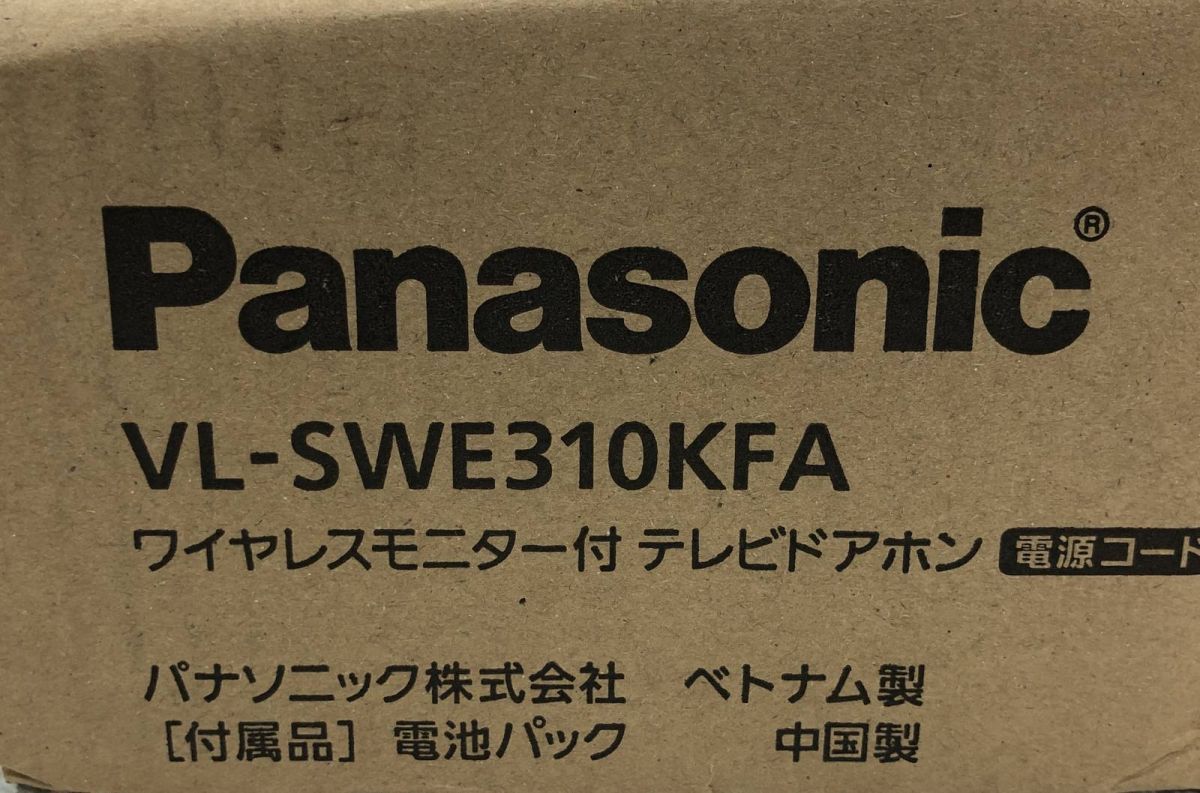 Panasonic®
VL-SWE310KFA
ワイヤレスモニター付 テレビドアホン 電源コード
パナソニック株式会社 ベトナム製
[付属品] 電池パック 中国製